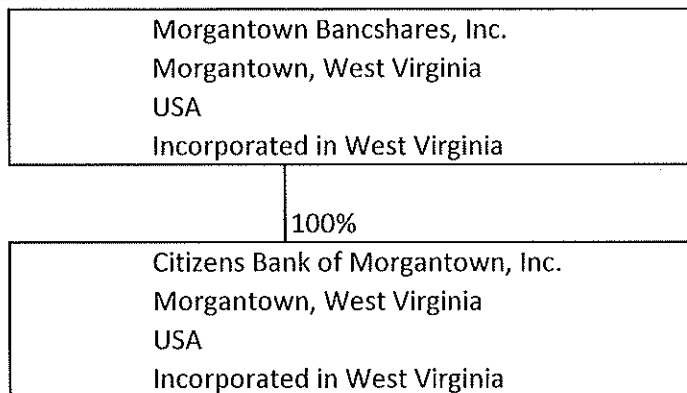 Morgantown Bancshares, Inc.
Morgantown, West Virginia
USA
Incorporated in West Virginia
100%
Citizens Bank of Morgantown, Inc.
Morgantown, West Virginia
USA
Incorporated in West Virginia